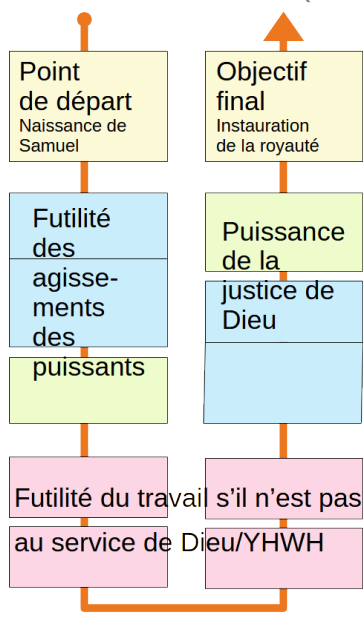 Point
de départ
Naissance de
Samuel
Objectif
final
Instauration
de la royauté
Futilité
des
agisse-
ments
des
puissants
Puissance
de la
justice de
Dieu
Futilité du travail s’il n’est pas
au service de Dieu/YHWH